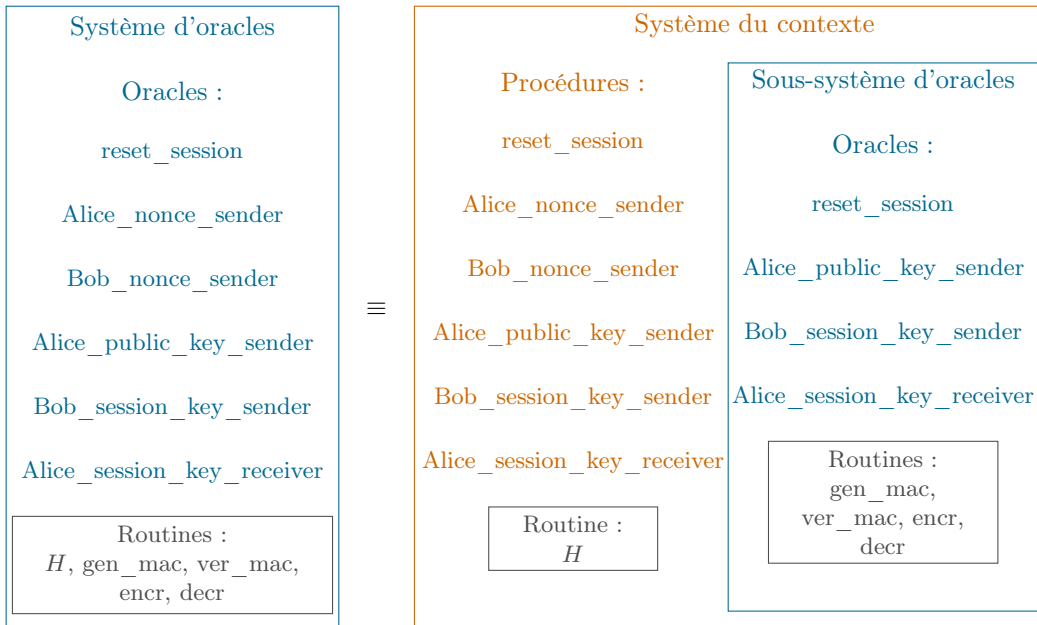 Système d'oracles
Oracles :
reset_session
Alice_nonce_sender
Bob_nonce_sender
Alice_public_key_sender
Bob_session_key_sender
Alice_session_key_receiver
Routines :
H, gen_mac, ver_mac,
encr, decr
≡
Système du contexte
Procédures :
reset_session
Alice_nonce_sender
Bob_nonce_sender
Alice_public_key_sender
Bob_session_key_sender
Alice_session_key_receiver
Routine :
H
Sous-système d'oracles
Oracles :
reset_session
Alice_public_key_sender
Bob_session_key_sender
Alice_session_key_receiver
Routines :
gen_mac,
ver_mac, encr,
decr